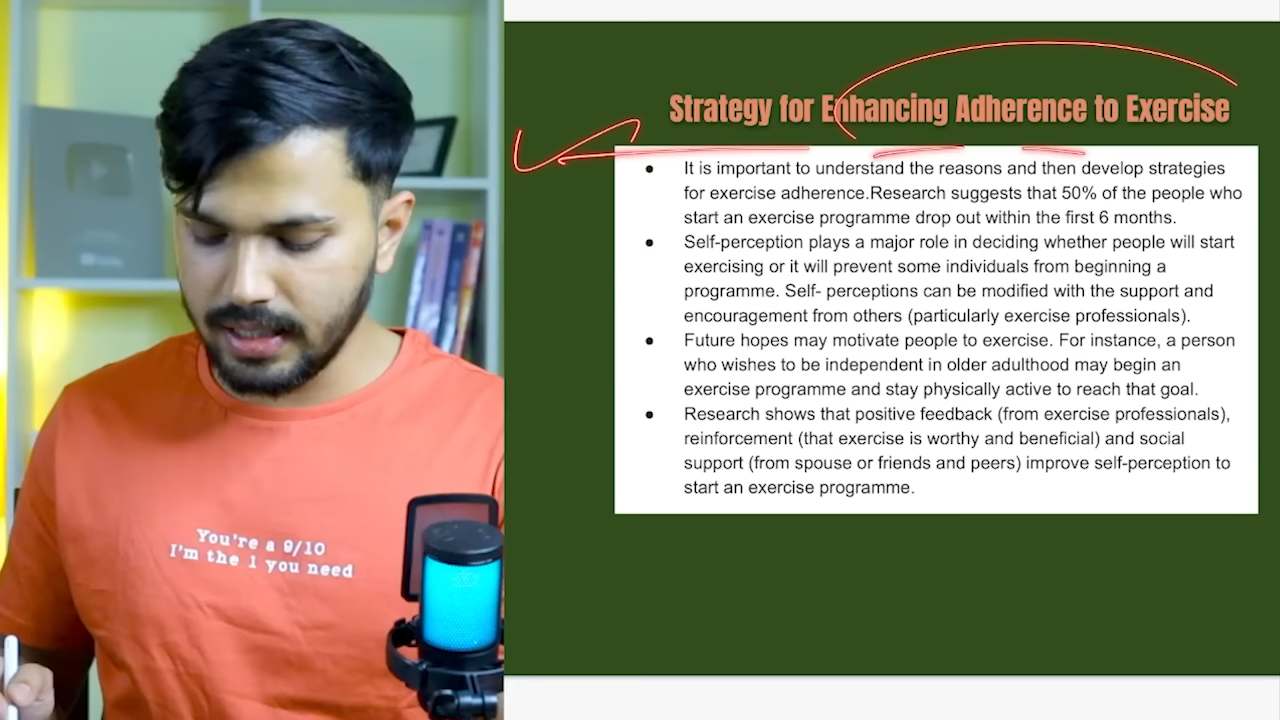 Strategy for Enhancing Adherence to Exercise
● It is important to understand the reasons and then develop strategies
for exercise adherence.Research suggests that 50% of the people who
start an exercise programme drop out within the first 6 months.
● Self-perception plays a major role in deciding whether people will start
exercising or it will prevent some individuals from beginning a
programme. Self- perceptions can be modified with the support and
encouragement from others (particularly exercise professionals).
● Future hopes may motivate people to exercise. For instance, a person
who wishes to be independent in older adulthood may begin an
exercise programme and stay physically active to reach that goal.
● Research shows that positive feedback (from exercise professionals),
reinforcement (that exercise is worthy and beneficial) and social
support (from spouse or friends and peers) improve self-perception to
start an exercise programme.
You're a 9/10
I'm the 1 you need